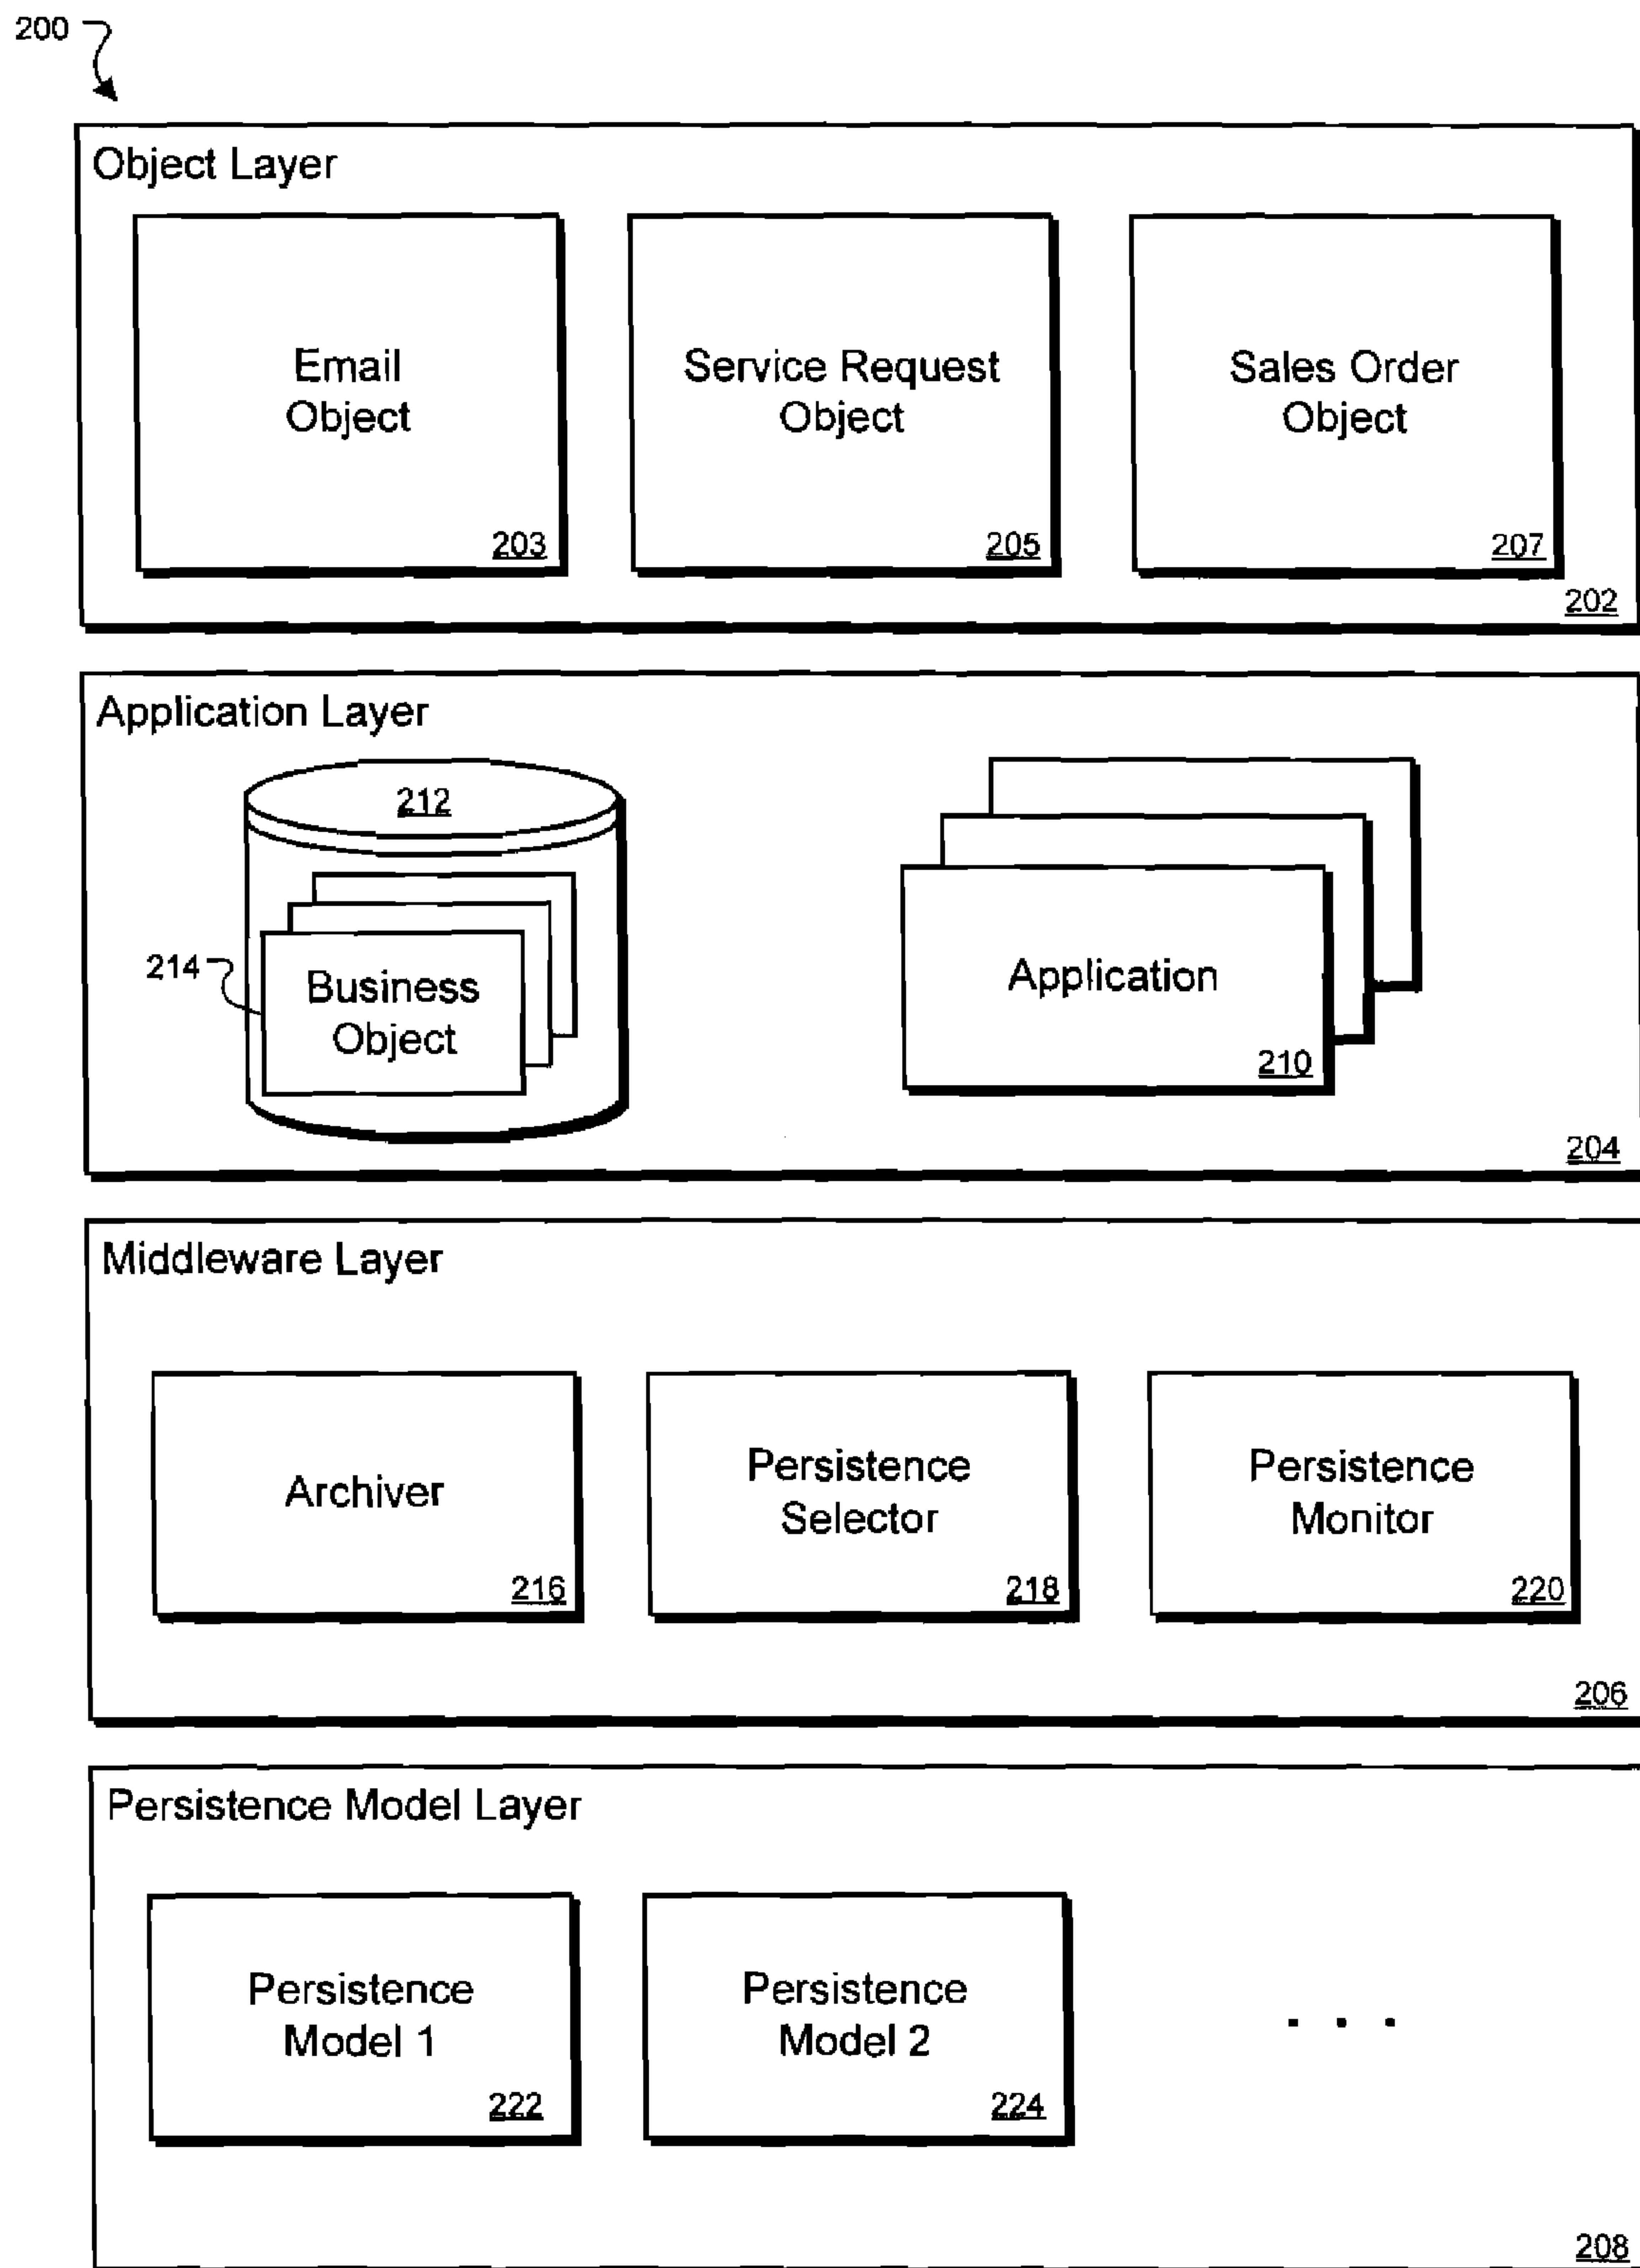 200
Object Layer
Email
Object
203
Service Request
Object
205
Sales Order
Object
207
202
Application Layer
212
214
Business
Object
Application
210
204
Middleware Layer
Archiver
216
Persistence
Selector
218
Persistence
Monitor
220
206
Persistence Model Layer
Persistence
Model 1
222
Persistence
Model 2
224
. . .
208